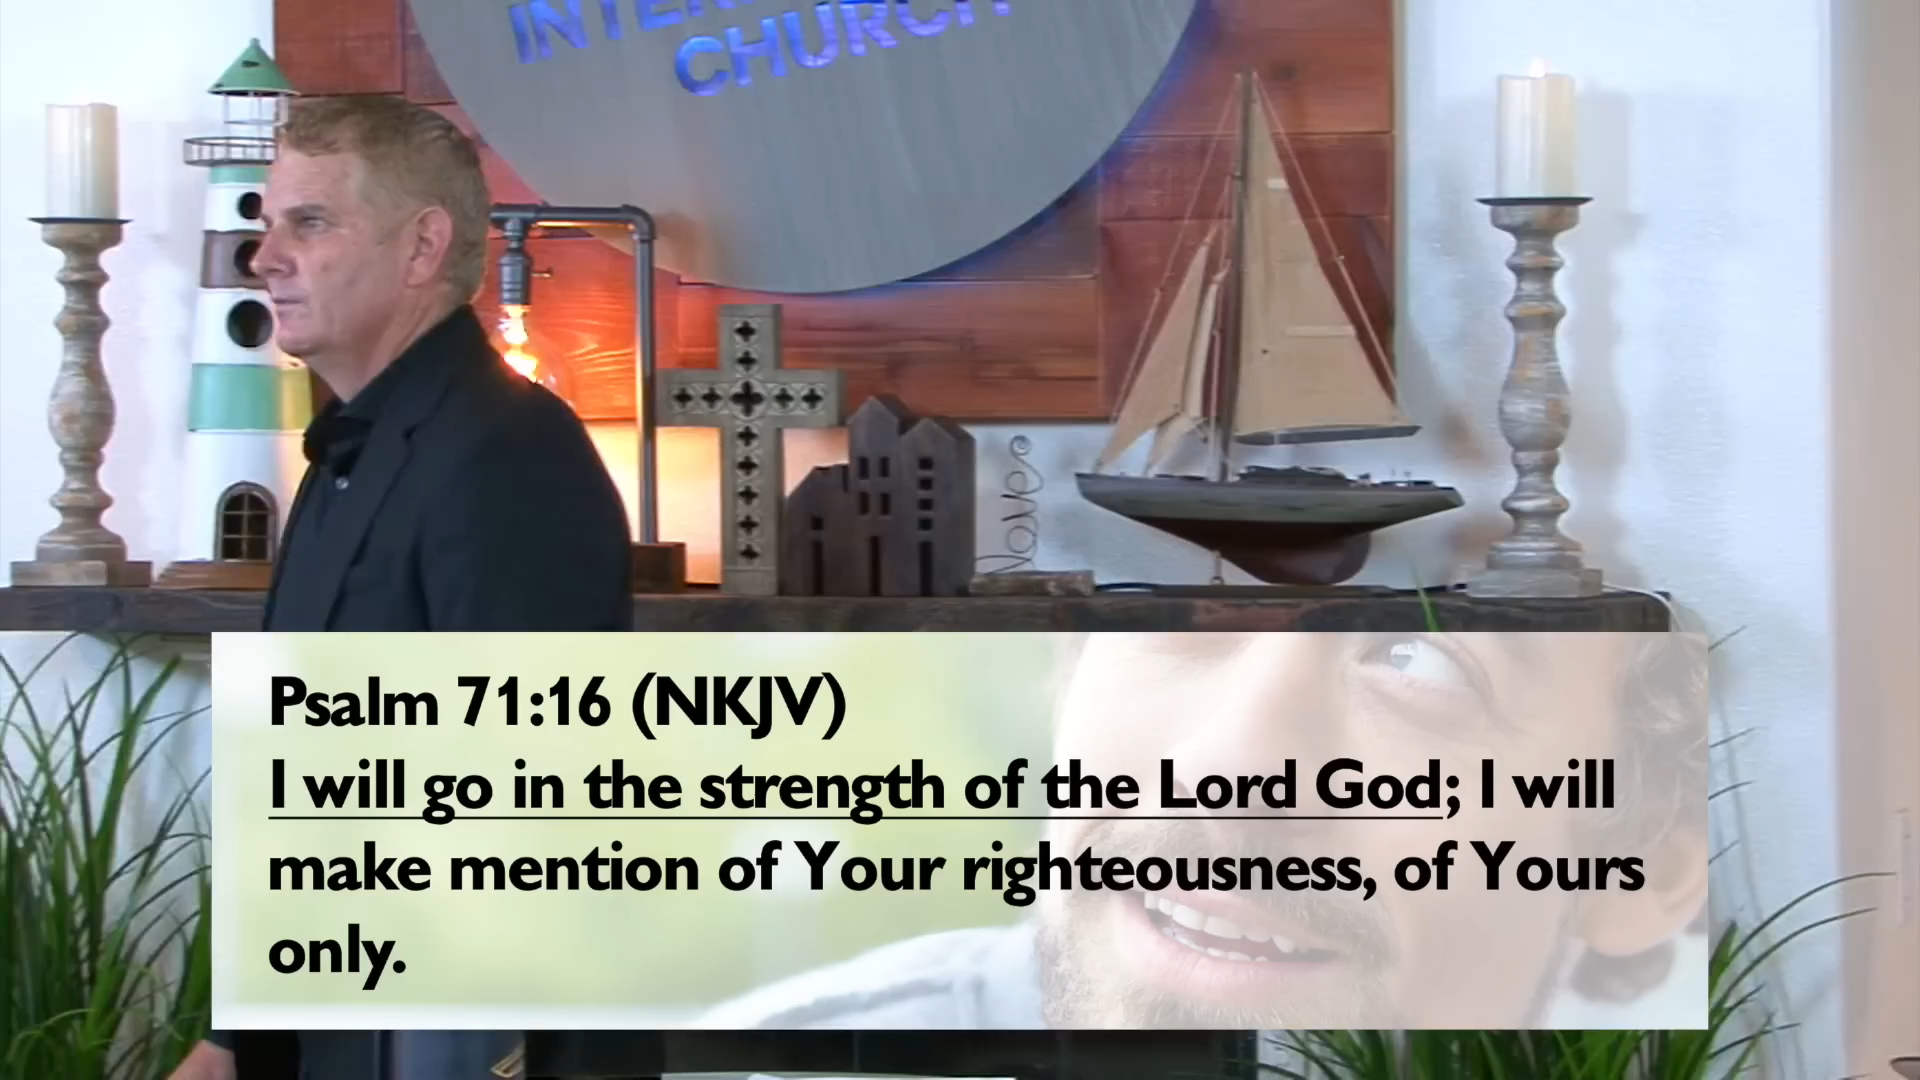 CHURCH
Psalm 71:16 (NKJV)
I will go in the strength of the Lord God; I will
make mention of Your righteousness, of Yours
only.